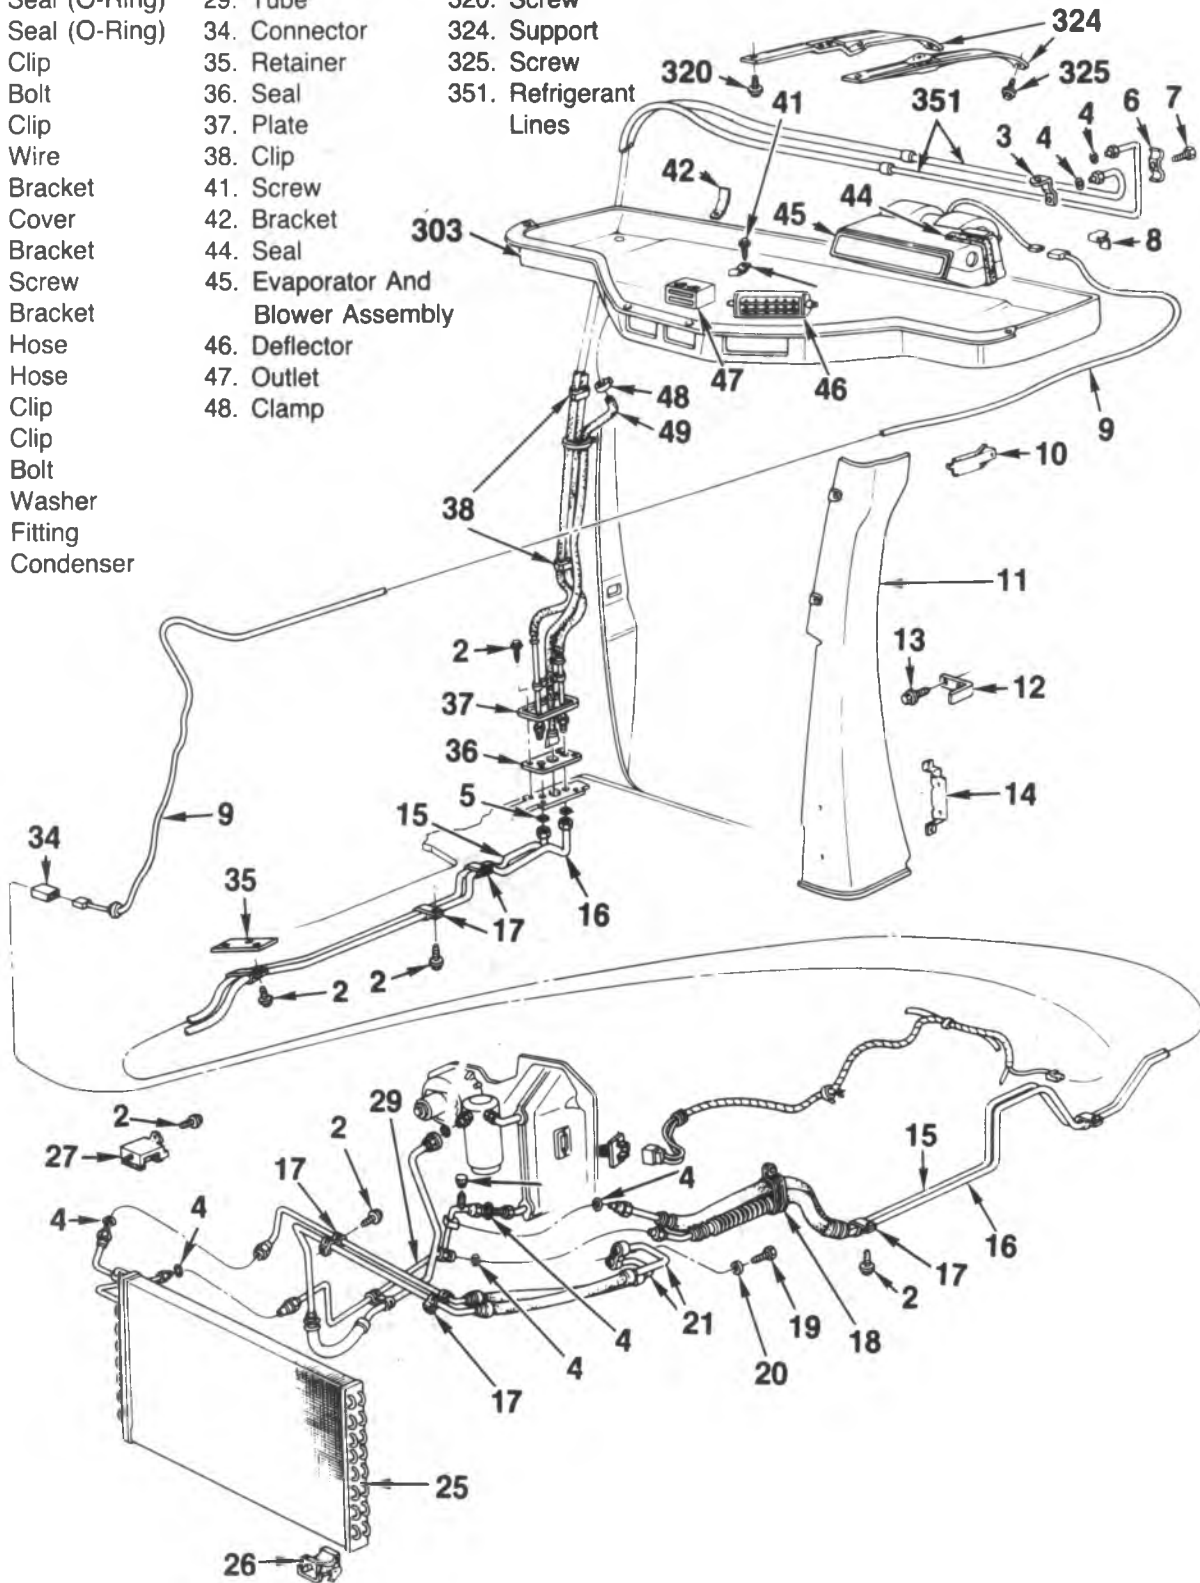 Seal (O-Ring)
Seal (O-Ring)
Clip
Bolt
Clip
Wire
Bracket
Cover
Bracket
Screw
Bracket
Hose
Hose
Clip
Clip
Bolt
Washer
Fitting
Condenser
29. Tube
34. Connector
35. Retainer
36. Seal
37. Plate
38. Clip
41. Screw
42. Bracket
44. Seal
45. Evaporator And
Blower Assembly
46. Deflector
47. Outlet
48. Clamp
320. Screw
324. Support
325. Screw
351. Refrigerant
Lines
324
320
325
41
351
4
6
7
3
4
42
44
45
8
303
47
46
48
49
9
10
38
11
2
13
12
37
36
14
5
15
9
34
35
17
16
2
2
2
29
2
27
17
4
4
4
15
16
17
2
21
19
18
20
4
4
17
25
26